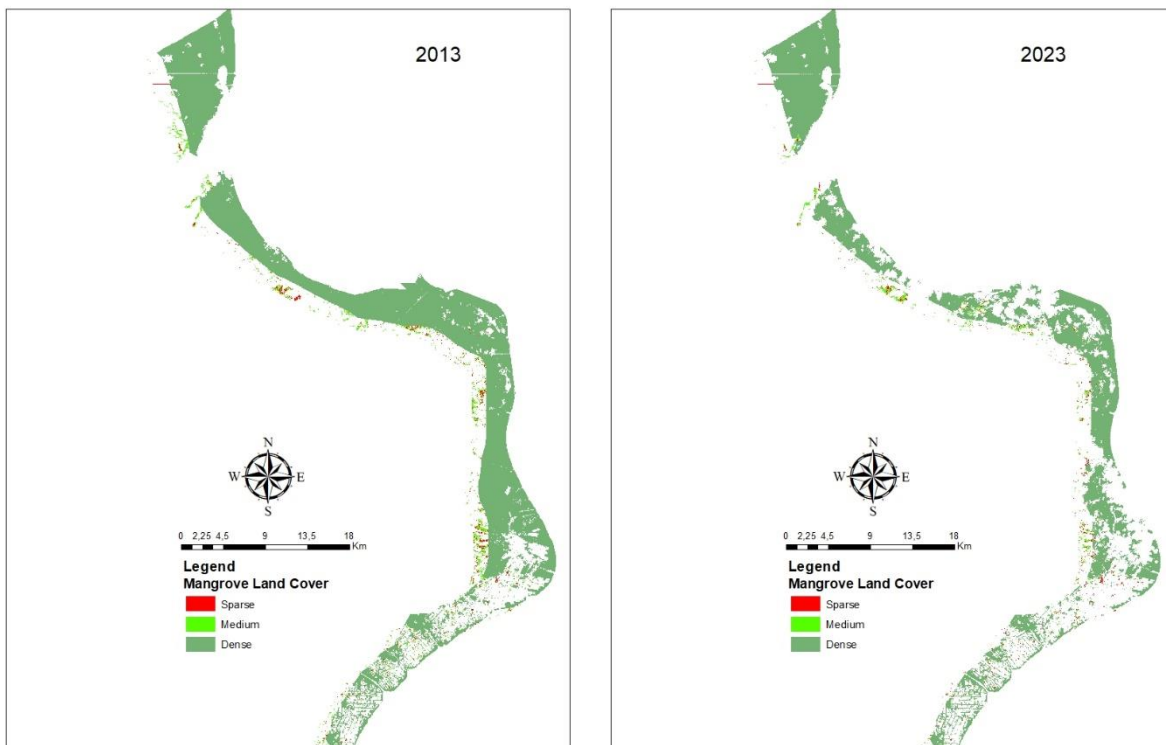 2013
N
W E
S
0 2,25 4,5 9 13,5 18
Km
Legend
Mangrove Land Cover
Sparse
Medium
Dense
2023
N
W E
S
0 2,25 4,5 9 13,5 18
Km
Legend
Mangrove Land Cover
Sparse
Medium
Dense